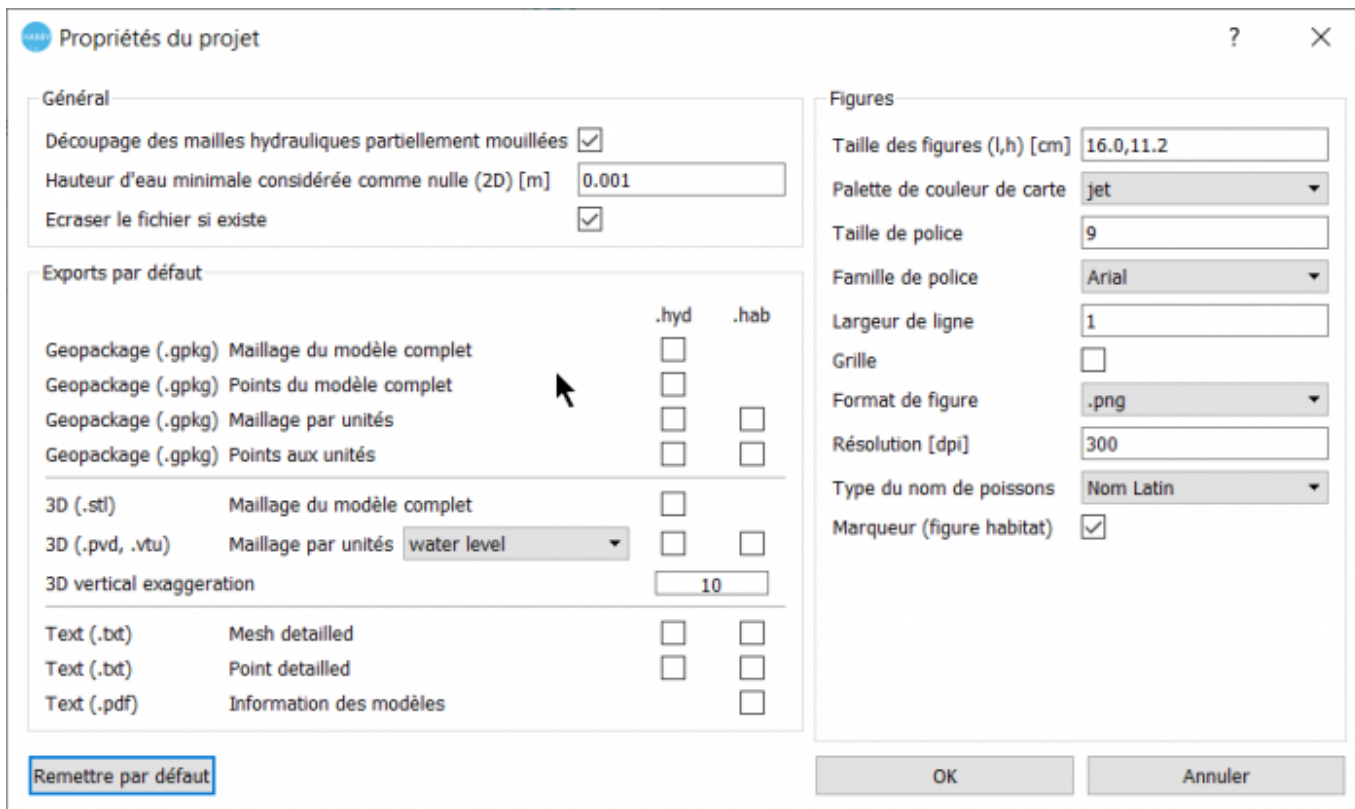 HABBY
Propriétés du projet
?
Général
Découpage des mailles hydrauliques partiellement mouillées
Hauteur d'eau minimale considérée comme nulle (2D) [m] 0.001
Ecraser le fichier si existe
Exports par défaut
.hyd .hab
Geopackage (.gpkg) Maillage du modèle complet
Geopackage (.gpkg) Points du modèle complet
Geopackage (.gpkg) Maillage par unités
Geopackage (.gpkg) Points aux unités
3D (.stl) Maillage du modèle complet
3D (.pvd, .vtu) Maillage par unités water level
3D vertical exaggeration 10
Text (.txt) Mesh detailled
Text (.txt) Point detailled
Text (.pdf) Information des modèles
Remettre par défaut
Figures
Taille des figures (l,h) [cm] 16.0,11.2
Palette de couleur de carte jet
Taille de police 9
Famille de police Arial
Largeur de ligne 1
Grille
Format de figure .png
Résolution [dpi] 300
Type du nom de poissons Nom Latin
Marqueur (figure habitat)
OK Annuler